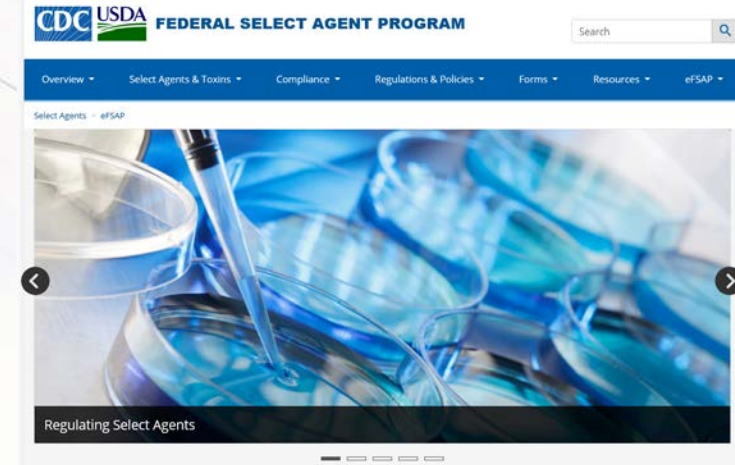 CDC USDA FEDERAL SELECT AGENT PROGRAM
Search
Overview Select Agents & Toxins Compliance Regulations & Policies Forms Resources eFSAP
Select Agents eFSAP
Regulating Select Agents